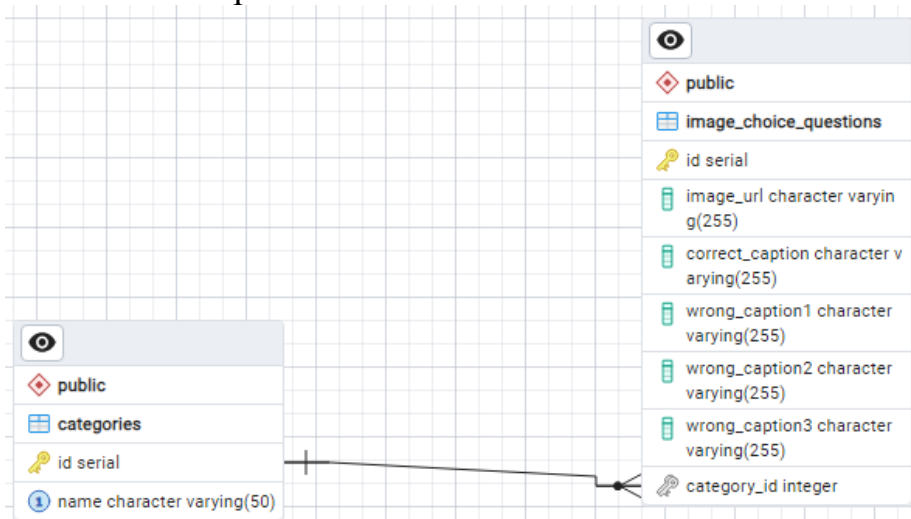 public
image_choice_questions
id serial
image_url character varyin
g(255)
correct_caption character v
arying(255)
wrong_caption1 character
varying(255)
wrong_caption2 character
varying(255)
wrong_caption3 character
varying(255)
category_id integer
public
categories
id serial
1 name character varying(50)